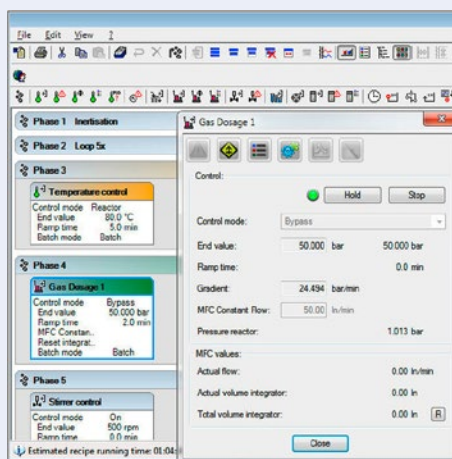 File Edit View ?
Phase 1 Inertisation
Phase 2 Loop 5x
Phase 3
Temperature control
Control mode Reactor
End value 80.0 °C
Ramp time 5.0 min
Batch mode Batch
Phase 4
Gas Dosage 1
Control mode Bypass
End value 50.000 bar
Ramp time 2.0 min
MFC Constan..
Reset integrat..
Batch mode Batch
Phase 5
Stirrer control
Control mode On
End value 500 rpm
Ramp time 0.0 min
Estimated recipe running time: 01:04:
Gas Dosage 1
Control:
Hold Stop
Control mode: Bypass
End value: 50.000 bar 50.000 bar
Ramp time: 0.0 min
Gradient: 24.494 bar/min
MFC Constant Flow: 50.00 ln/min
Pressure reactor: 1.013 bar
MFC values:
Actual flow: 0.00 ln/min
Actual volume integrator: 0.00 ln
Total volume integrator: 0.00 ln R
Close